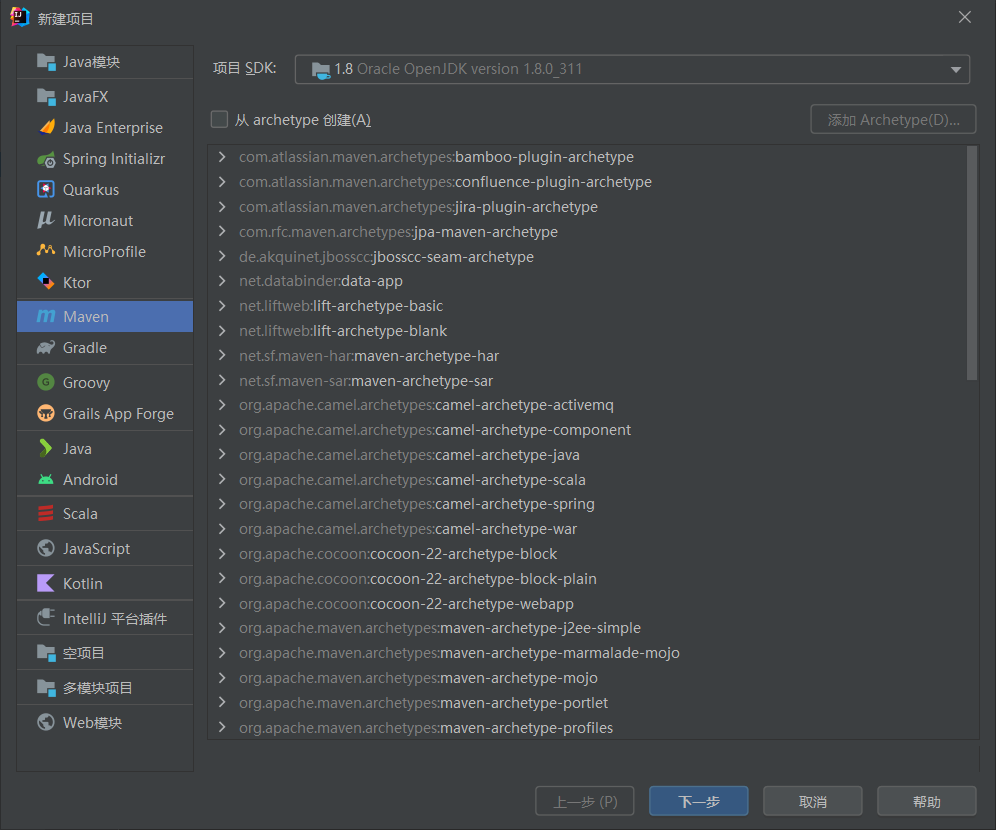 新建项目
Java模块
JavaFX
Java Enterprise
Spring Initializr
Quarkus
Micronaut
MicroProfile
Ktor
Maven
Gradle
Groovy
Grails App Forge
Java
Android
Scala
JavaScript
Kotlin
IntelliJ 平台插件
空项目
多模块项目
Web模块
项目 SDK: 1.8 Oracle OpenJDK version 1.8.0_311
从 archetype 创建(A) 添加 Archetype(D)...
com.atlassian.maven.archetypes:bamboo-plugin-archetype
com.atlassian.maven.archetypes:confluence-plugin-archetype
com.atlassian.maven.archetypes:jira-plugin-archetype
com.rfc.maven.archetypes:jpa-maven-archetype
de.akquinet.jbosscc:jbosscc-seam-archetype
net.databinder:data-app
net.liftweb:lift-archetype-basic
net.liftweb:lift-archetype-blank
net.sf.maven-har:maven-archetype-har
net.sf.maven-sar:maven-archetype-sar
org.apache.camel.archetypes:camel-archetype-activemq
org.apache.camel.archetypes:camel-archetype-component
org.apache.camel.archetypes:camel-archetype-java
org.apache.camel.archetypes:camel-archetype-scala
org.apache.camel.archetypes:camel-archetype-spring
org.apache.camel.archetypes:camel-archetype-war
org.apache.cocoon:cocoon-22-archetype-block
org.apache.cocoon:cocoon-22-archetype-block-plain
org.apache.cocoon:cocoon-22-archetype-webapp
org.apache.maven.archetypes:maven-archetype-j2ee-simple
org.apache.maven.archetypes:maven-archetype-marmalade-mojo
org.apache.maven.archetypes:maven-archetype-mojo
org.apache.maven.archetypes:maven-archetype-portlet
org.apache.maven.archetypes:maven-archetype-profiles
上一步 (P) 下一步 取消 帮助